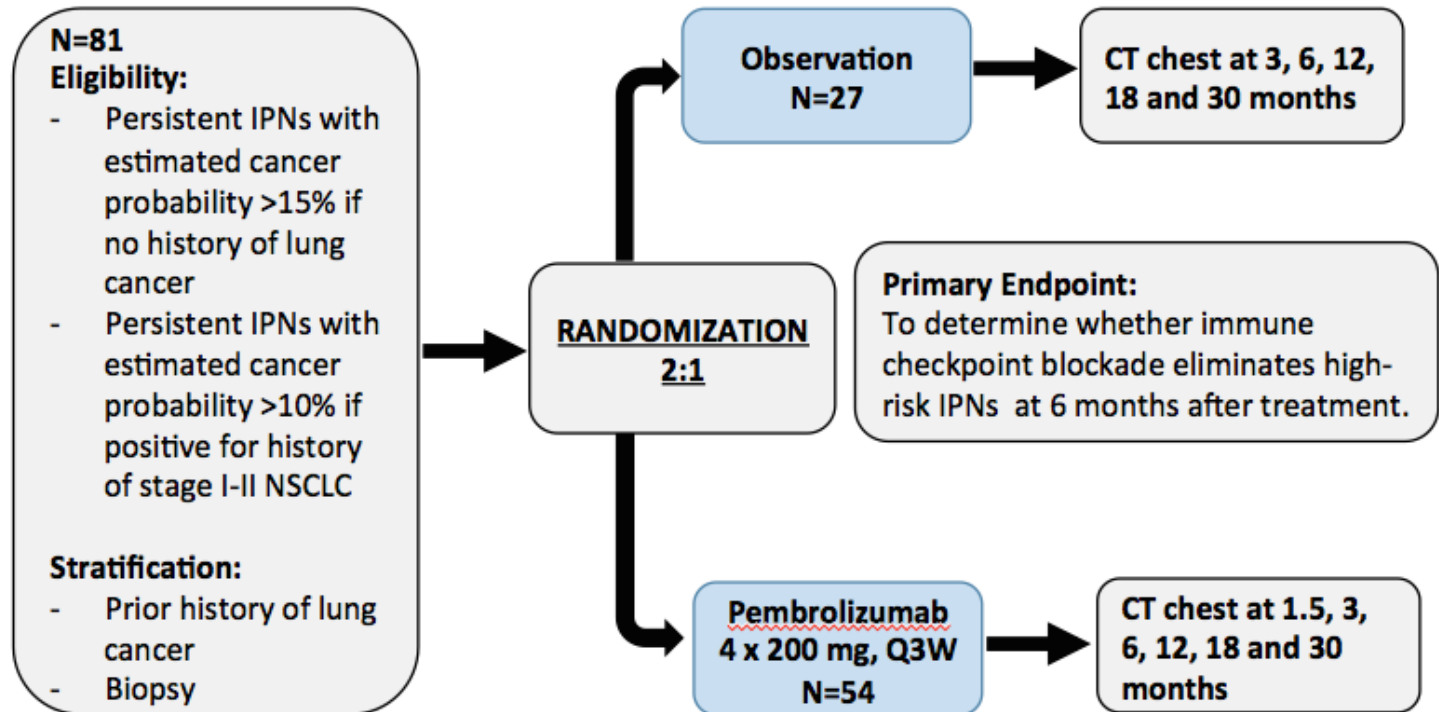 N=81
Eligibility:
- Persistent IPNs with
estimated cancer
probability >15% if
no history of lung
cancer
- Persistent IPNs with
estimated cancer
probability >10% if
positive for history
of stage I-II NSCLC
Stratification:
- Prior history of lung
cancer
- Biopsy
RANDOMIZATION
2:1
Observation
N=27
CT chest at 3, 6, 12,
18 and 30 months
Primary Endpoint:
To determine whether immune
checkpoint blockade eliminates high-
risk IPNs at 6 months after treatment.
Pembrolizumab
4 x 200 mg, Q3W
N=54
CT chest at 1.5, 3,
6, 12, 18 and 30
months